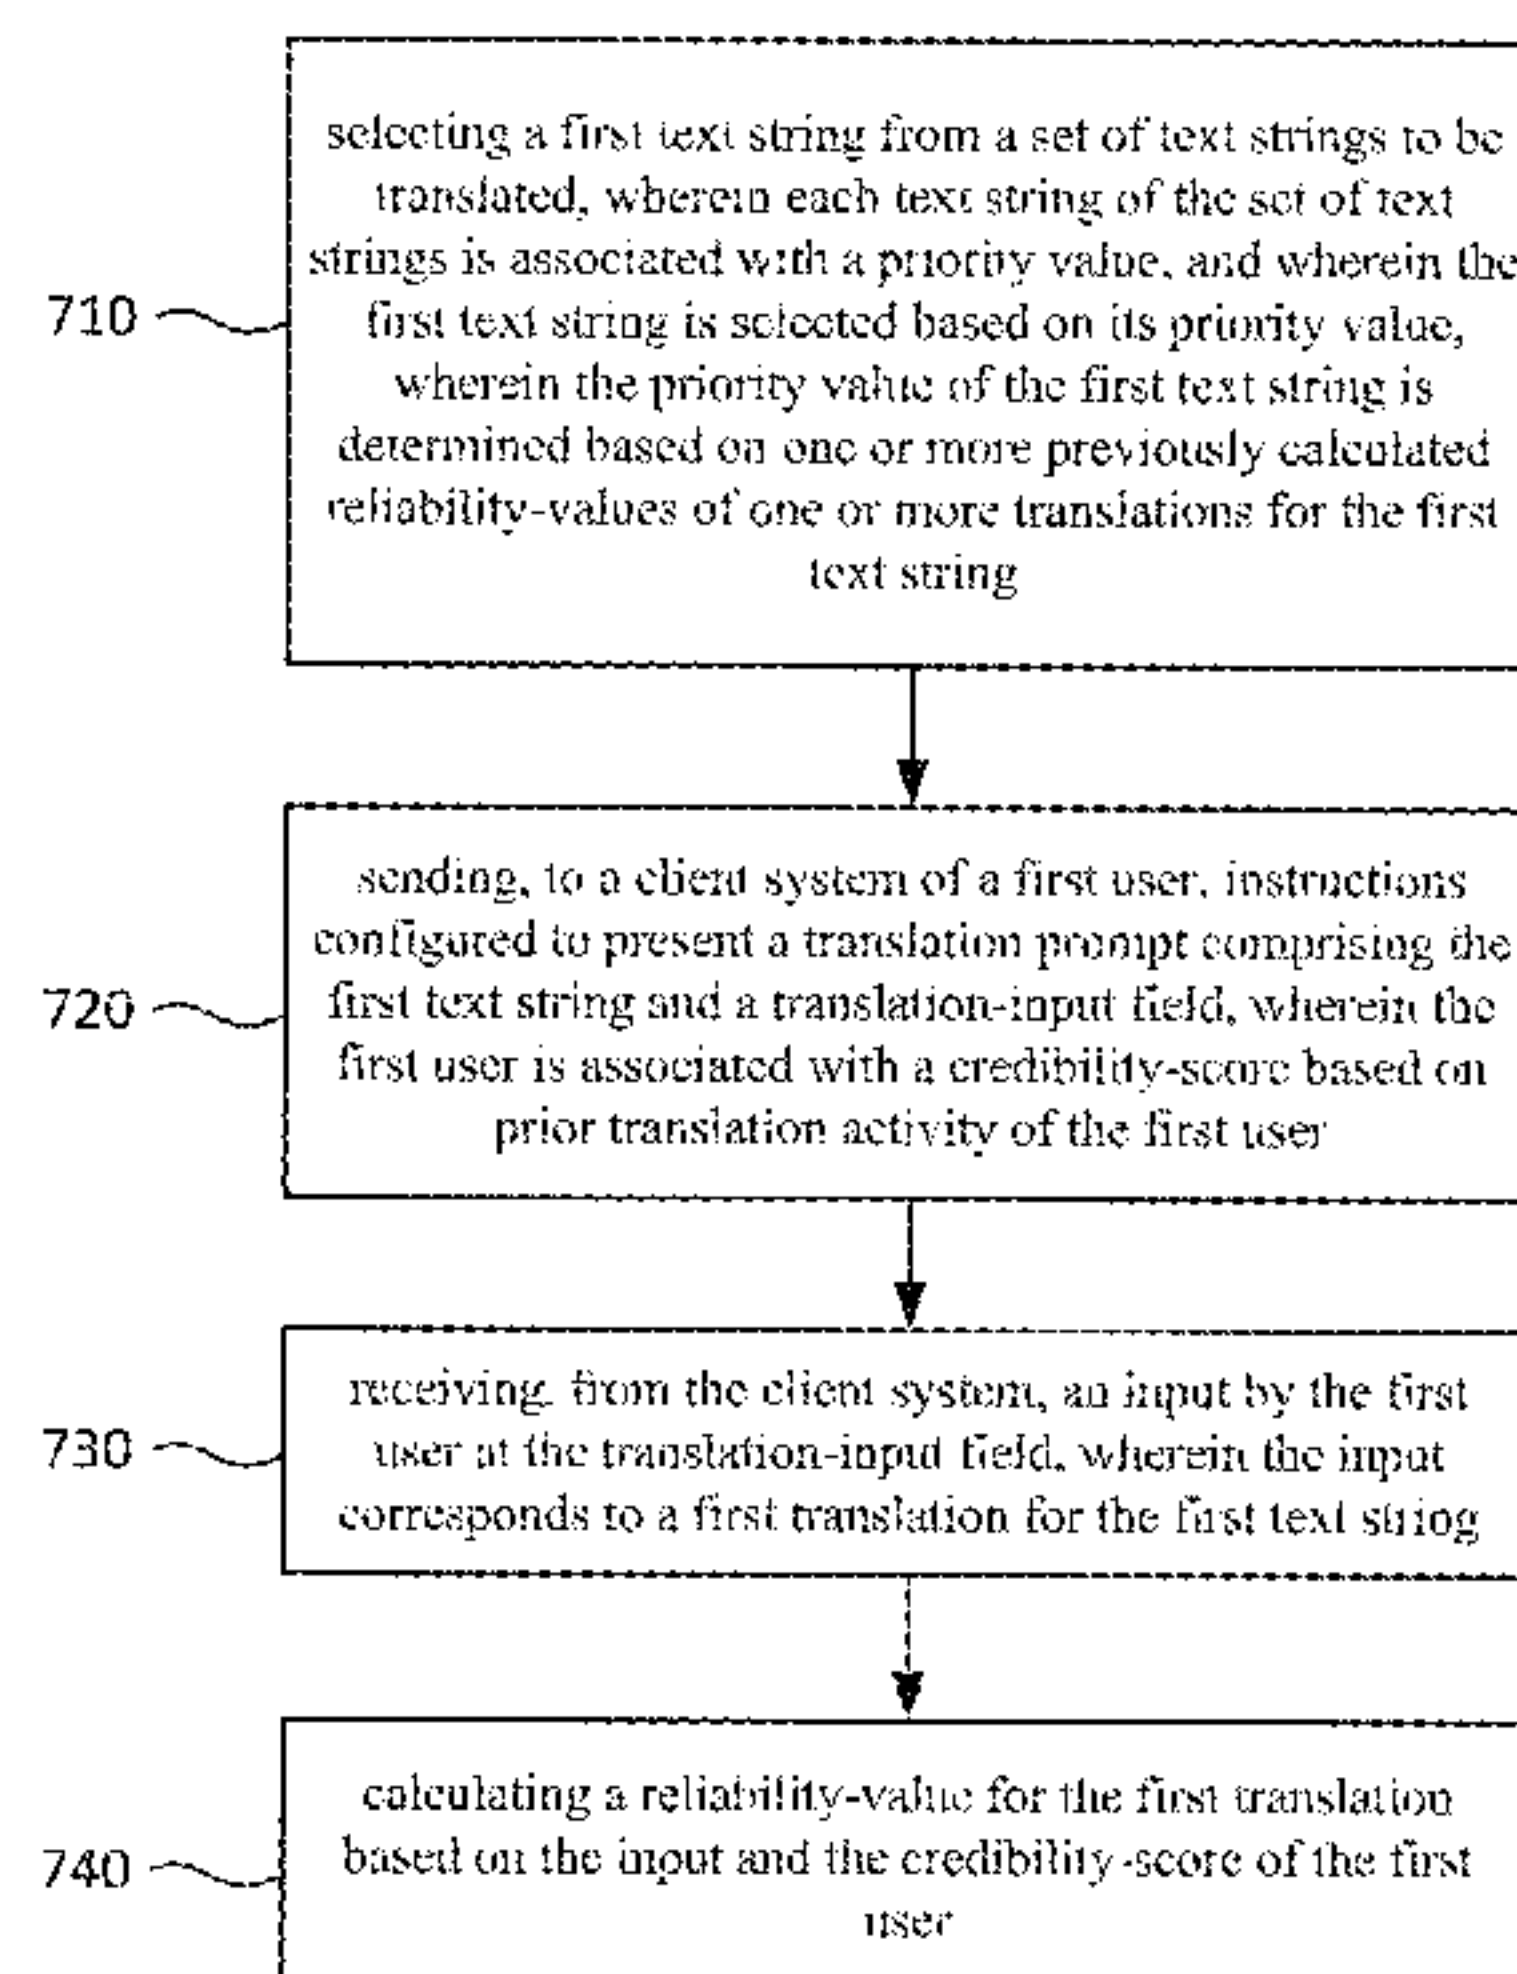 selecting a first text string from a set of text strings to be
translated, wherein each text string of the set of text
strings is associated with a priority value, and wherein the
710
first text string is selected based on its priority value,
wherein the priority value of the first text string is
determined based on one or more previously calculated
reliability-values of one or more translations for the first
text string
sending, to a client system of a first user, instructions
configured to present a translation prompt comprising the
720
first text string and a translation-input field, wherein the
first user is associated with a credibility-score based on
prior translation activity of the first user
receiving, from the client system, an input by the first
730
user at the translation-input field, wherein the input
corresponds to a first translation for the first text string
calculating a reliability-value for the first translation
740
based on the input and the credibility-score of the first
user